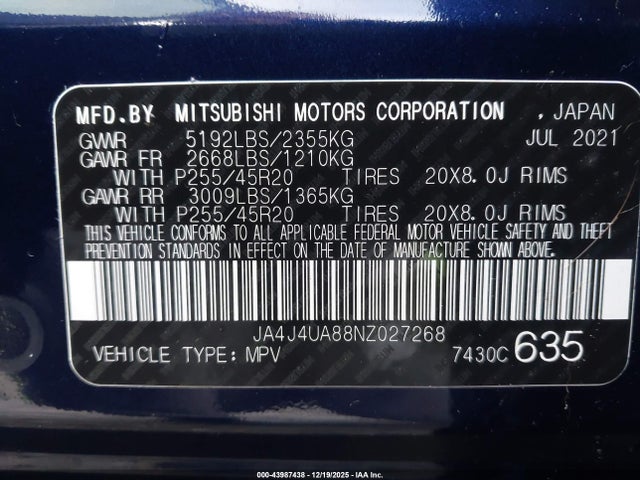 MFD.BY MITSUBISHI MOTORS CORPORATION , JAPAN
GVWR 5192LBS/2355KG JUL 2021
GAWR FR 2668LBS/1210KG
WITH P255/45R20 TIRES 20X8.0J RIMS
GAWR RR 3009LBS/1365KG
WITH P255/45R20 TIRES 20X8.0J RIMS
THIS VEHICLE CONFORMS TO ALL APPLICABLE FEDERAL MOTOR VEHICLE SAFETY AND THEFT
PREVENTION STANDARDS IN EFFECT ON THE DATE OF MANUFACTURE SHOWN ABOVE.
JA4J4UA88NZ027268
VEHICLE TYPE: MPV 7430C 635
000-43987438 - 12/19/2025 - IAA Inc.